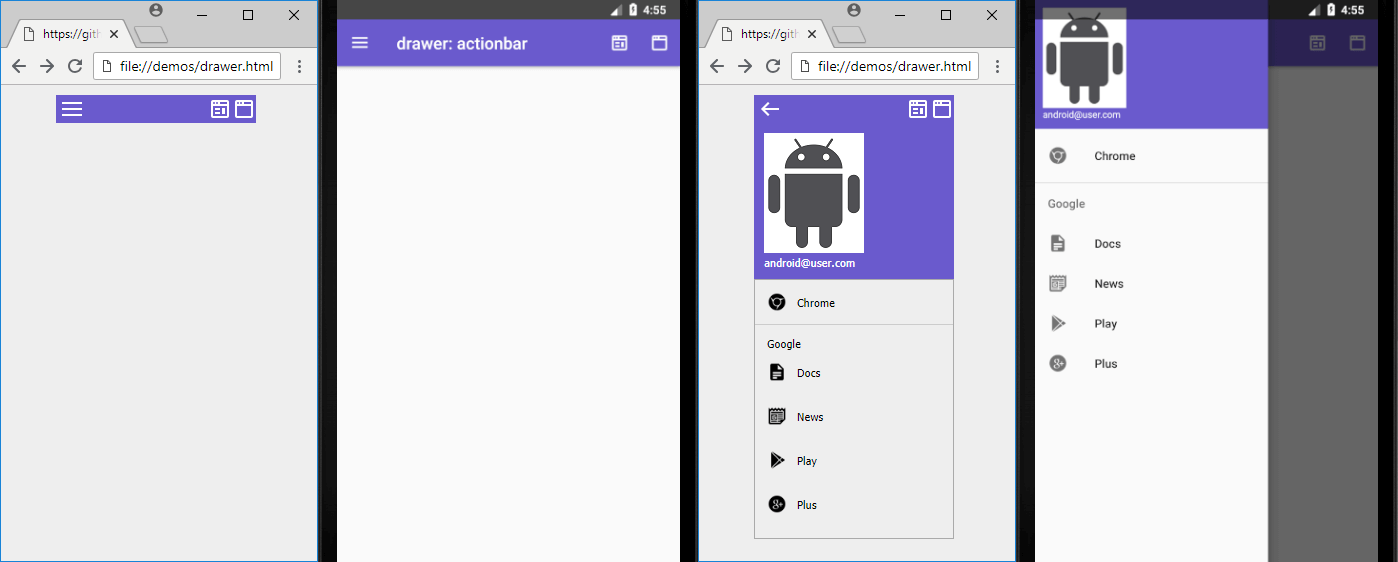 https://gith
file://demos/drawer.html
4:55
drawer: actionbar
https://gith
file://demos/drawer.html
android@user.com
Chrome
Google
Docs
News
Play
Plus
4:55
android@user.com
Chrome
Google
Docs
News
Play
Plus